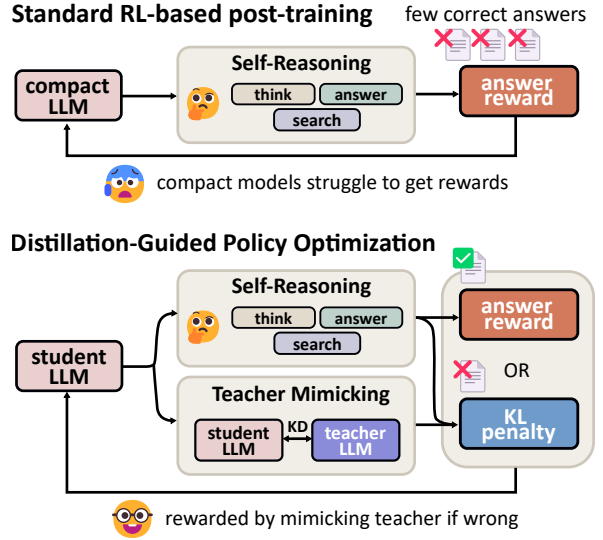 Standard RL-based post-training
few correct answers
compact
LLM
Self-Reasoning
think
answer
search
answer
reward
compact models struggle to get rewards
Distillation-Guided Policy Optimization
student
LLM
Self-Reasoning
think
answer
search
Teacher Mimicking
student
LLM
KD
teacher
LLM
answer
reward
OR
KL
penalty
rewarded by mimicking teacher if wrong